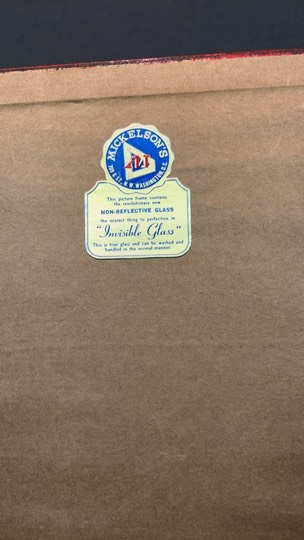 MICKELSON'S
709 G ST. N.W. WASHINGTON, D.C.
This picture frame contains
the revolutionary new
NON-REFLECTIVE GLASS
the nearest thing to perfection in
"Invisible Glass"
This is true glass and can be washed and
handled in the normal manner.